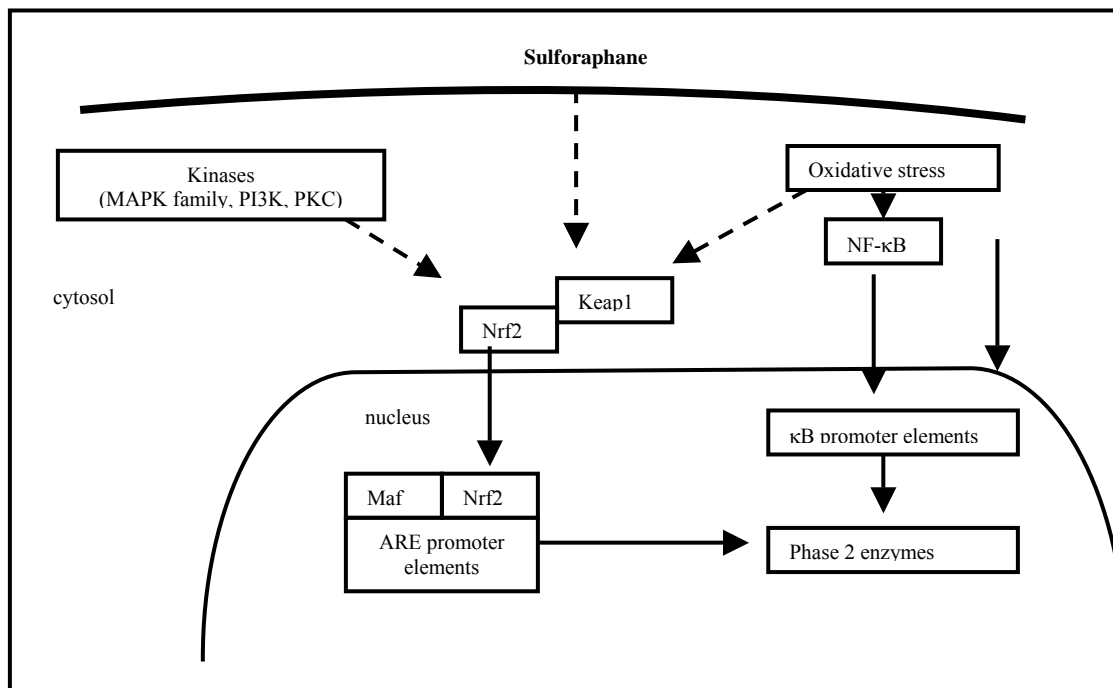 Sulforaphane
Kinases
(MAPK family, PI3K, PKC)
Oxidative stress
NF-κB
cytosol
Keap1
Nrf2
nucleus
κB promoter elements
Maf
Nrf2
ARE promoter
elements
Phase 2 enzymes